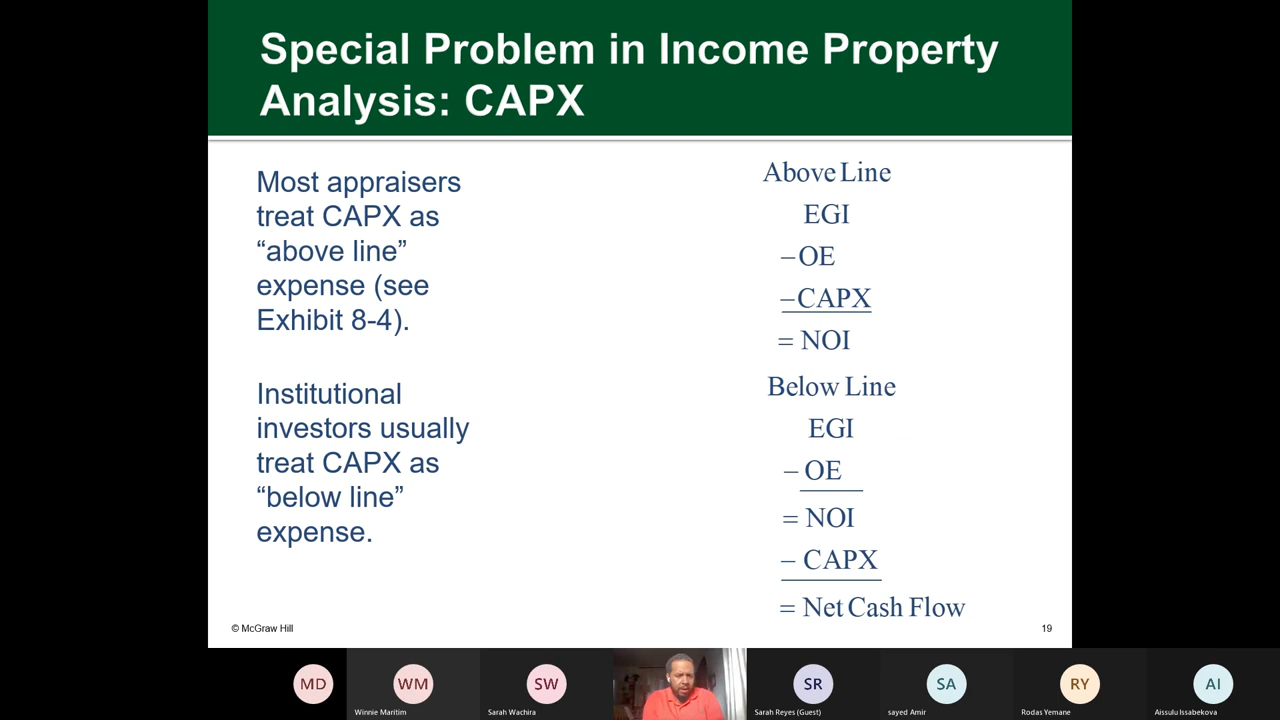 Special Problem in Income Property
Analysis: CAPX
Most appraisers
treat CAPX as
“above line”
expense (see
Exhibit 8-4).
Institutional
investors usually
treat CAPX as
“below line”
expense.
Above Line
EGI
–OE
–CAPX
= NOI
Below Line
EGI
– OE
= NOI
– CAPX
= Net Cash Flow
© McGraw Hill
19
MD
WM
SW
SR
SA
RY
AI
Winnie Maritim
Sarah Wachira
Sarah Reyes (Guest)
sayed Amir
Rodas Yemane
Aissulu Issabekova